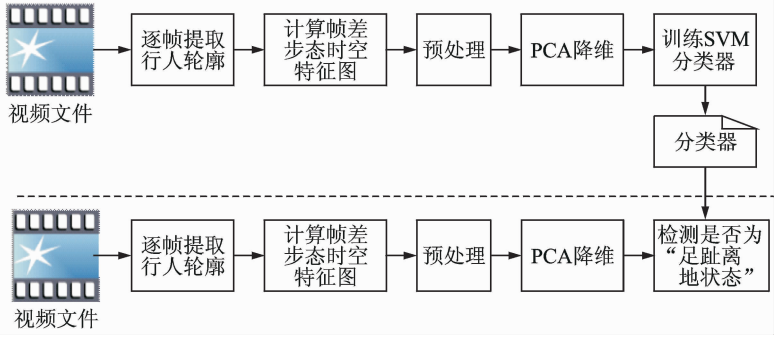 视频文件
逐帧提取
行人轮廓
计算帧差
步态时空
特征图
预处理
PCA降维
训练SVM
分类器
分类器
视频文件
逐帧提取
行人轮廓
计算帧差
步态时空
特征图
预处理
PCA降维
检测是否为
“足趾离
地状态”